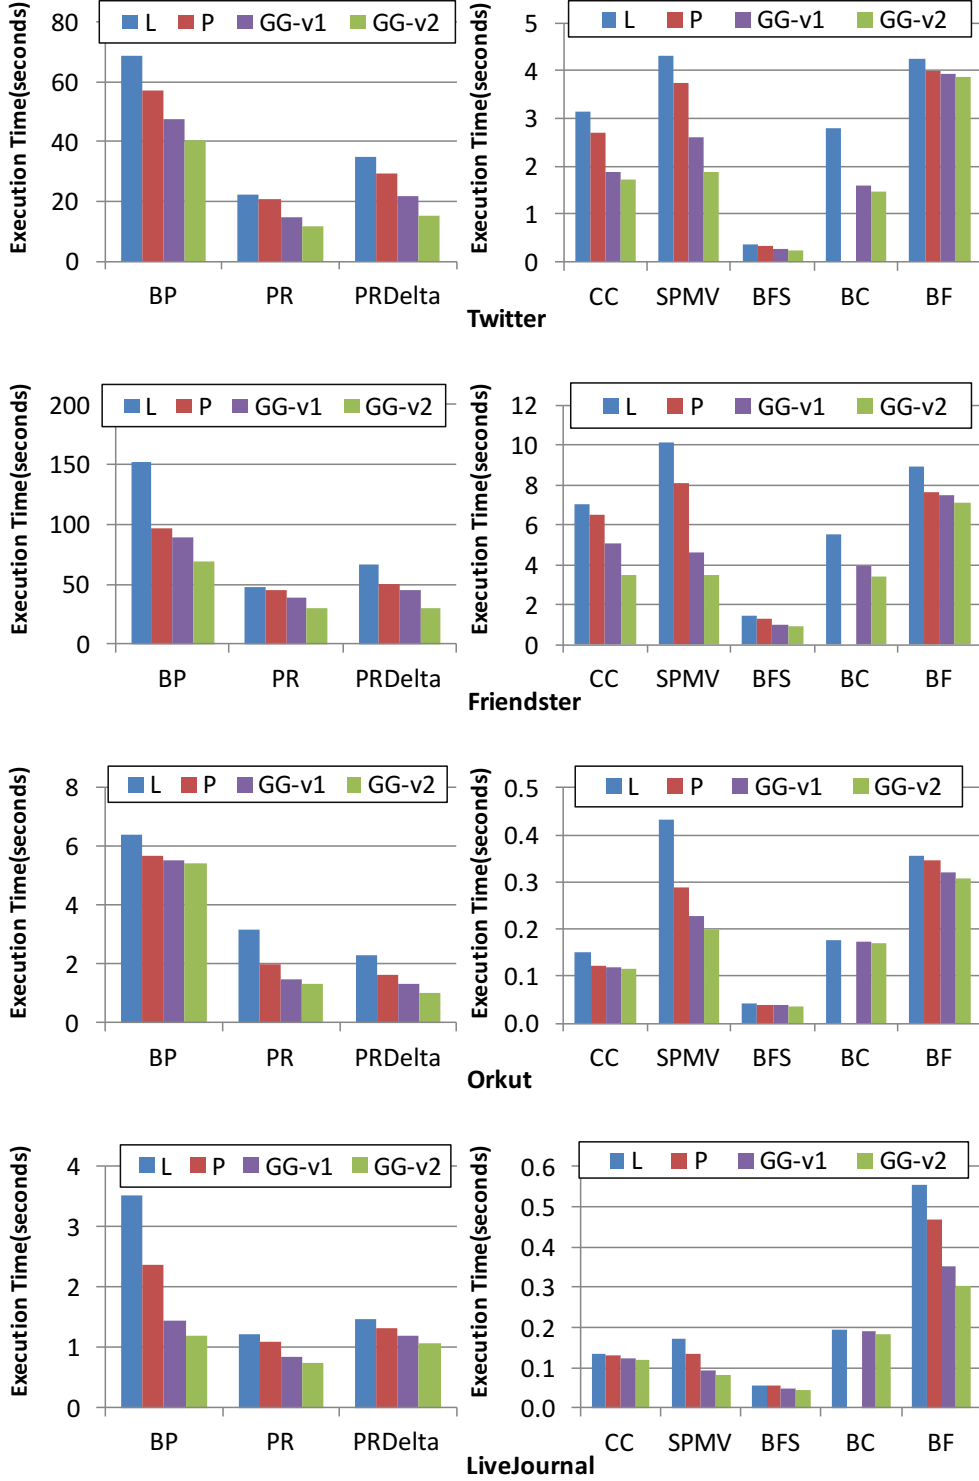 L P GG-v1 GG-v2
Execution Time(seconds)
80
60
40
20
0
BP PR PRDelta
L P GG-v1 GG-v2
Execution Time(seconds)
5
4
3
2
1
0
CC SPMV BFS BC BF
Twitter
L P GG-v1 GG-v2
Execution Time(seconds)
200
150
100
50
0
BP PR PRDelta
L P GG-v1 GG-v2
Execution Time(seconds)
12
10
8
6
4
2
0
CC SPMV BFS BC BF
Friendster
L P GG-v1 GG-v2
Execution Time(seconds)
8
6
4
2
0
BP PR PRDelta
L P GG-v1 GG-v2
Execution Time(seconds)
0.5
0.4
0.3
0.2
0.1
0.0
CC SPMV BFS BC BF
Orkut
L P GG-v1 GG-v2
Execution Time(seconds)
4
3
2
1
0
BP PR PRDelta
L P GG-v1 GG-v2
Execution Time(seconds)
0.6
0.5
0.4
0.3
0.2
0.1
0.0
CC SPMV BFS BC BF
LiveJournal